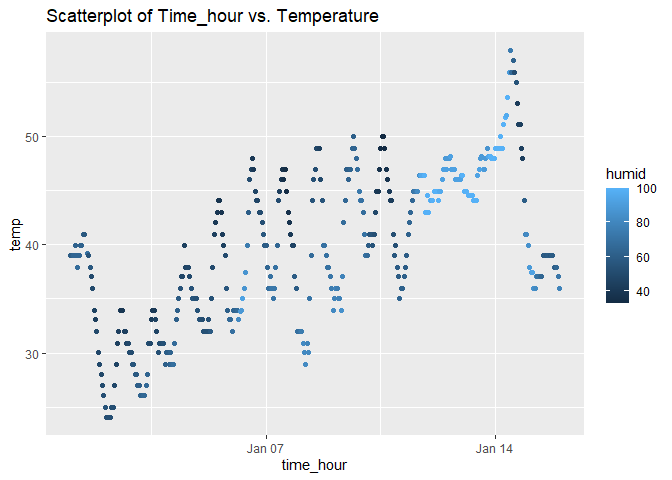 Scatterplot of Time_hour vs. Temperature
temp
50
40
30
Jan 07
Jan 14
time_hour
humid
100
80
60
40